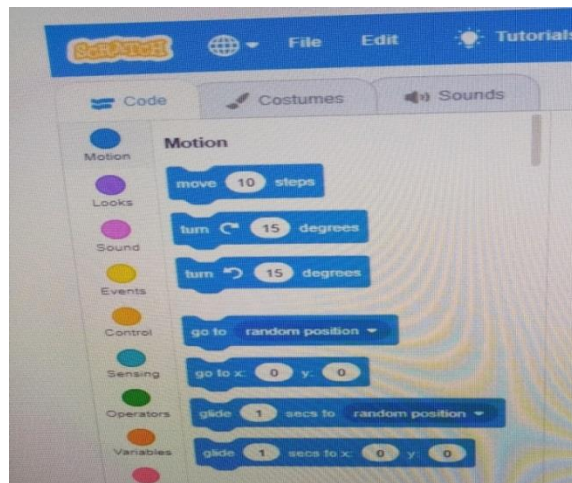 SCRATCH File Edit Tutorials
Code Costumes Sounds
Motion
Motion
move 10 steps
Looks
turn 15 degrees
Sound
turn 15 degrees
Events
go to random position
Control
go to x: 0 y: 0
Sensing
glide 1 secs to random position
Operators
glide 1 secs to x: 0 y: 0
Variables